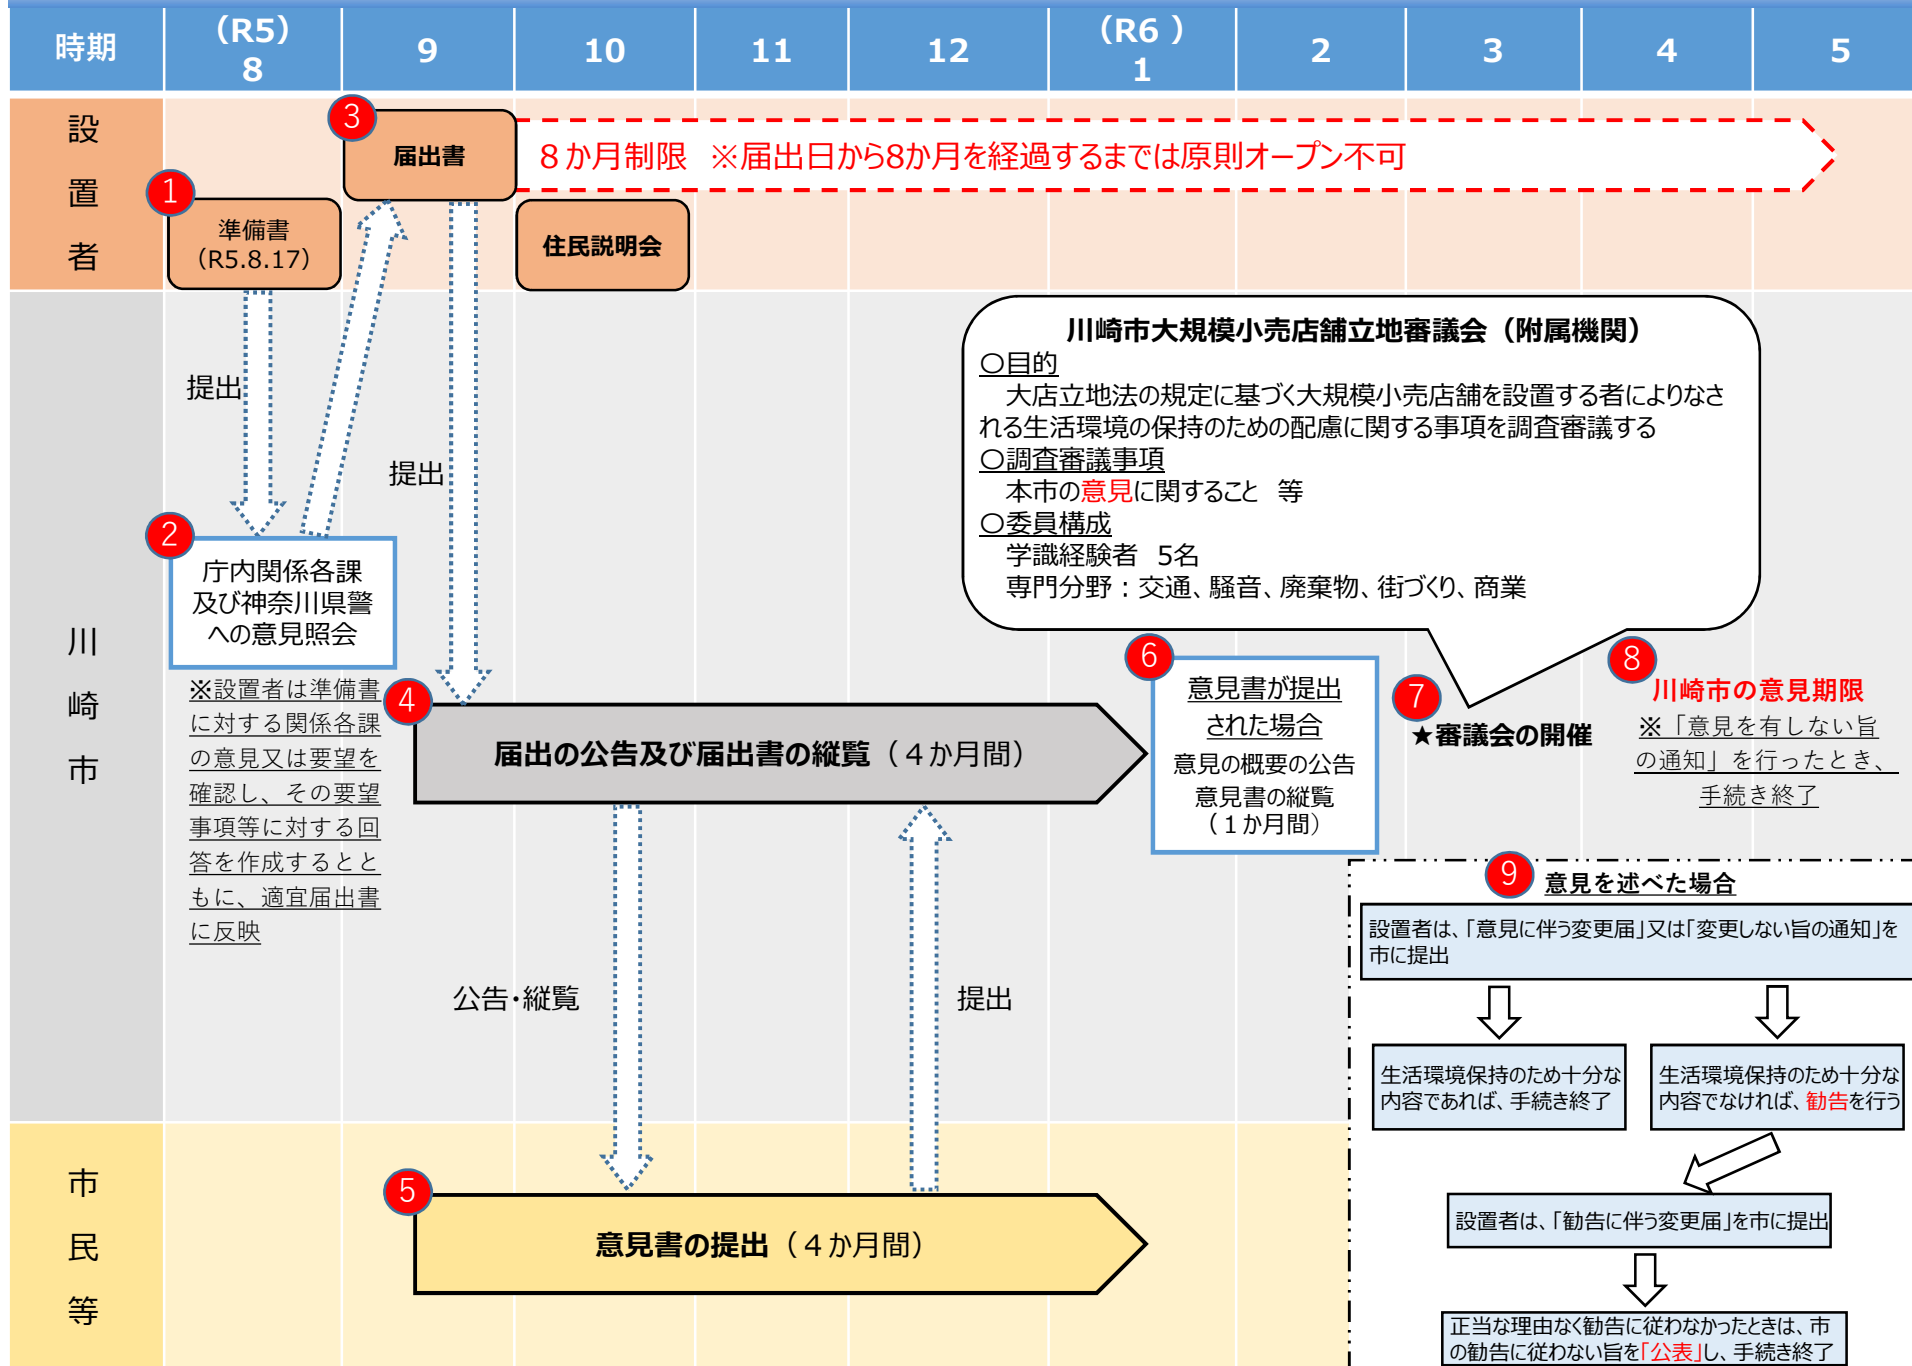 時期
（R5）
8
9
10
11
12
（R6 ）
1
2
3
4
5
設
置
者
1
準備書
（R5.8.17）
3
届出書
８か月制限　※届出日から8か月を経過するまでは原則オープン不可
住民説明会
川
崎
市
提出
提出
2
庁内関係各課
及び神奈川県警
への意見照会
※設置者は準備書
に対する関係各課
の意見又は要望を
確認し、その要望
事項等に対する回
答を作成するとと
もに、適宜届出書
に反映
川崎市大規模小売店舗立地審議会（附属機関）
〇目的
大店立地法の規定に基づく大規模小売店舗を設置する者によりなさ
れる生活環境の保持のための配慮に関する事項を調査審議する
〇調査審議事項
本市の意見に関すること　等
〇委員構成
学識経験者　5名
専門分野：交通、騒音、廃棄物、街づくり、商業
4
届出の公告及び届出書の縦覧（４か月間）
6
意見書が提出
された場合
意見の概要の公告
意見書の縦覧
（１か月間）
7
★審議会の開催
8
川崎市の意見期限
※「意見を有しない旨
の通知」を行ったとき、
手続き終了
公告・縦覧
提出
9
意見を述べた場合
設置者は、「意見に伴う変更届」又は「変更しない旨の通知」を
市に提出
生活環境保持のため十分な
内容であれば、手続き終了
生活環境保持のため十分な
内容でなければ、勧告を行う
設置者は、「勧告に伴う変更届」を市に提出
正当な理由なく勧告に従わなかったときは、市
の勧告に従わない旨を「公表」し、手続き終了
市
民
等
5
意見書の提出（４か月間）